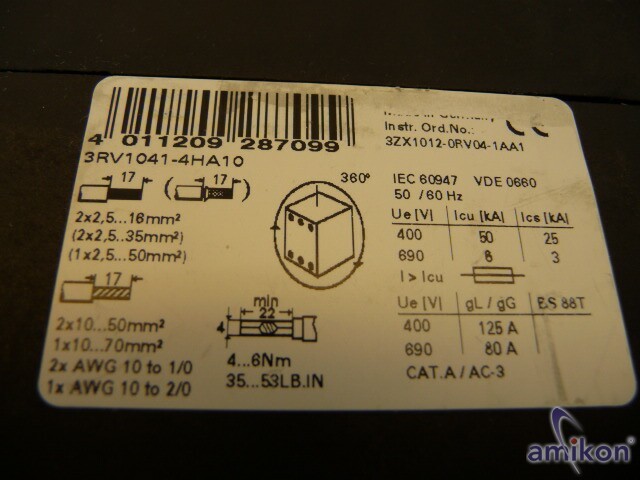 4 011209 287099
3RV1041-4HA10
Made in Germany
Instr. Ord.No.:
3ZX1012-0RV04-1AA1
CE
IEC 60947 VDE 0660
50 / 60 Hz
17
( 17 )
2x2,5...16mm²
(2x2,5...35mm²)
(1x2,5...50mm²)
17
2x10...50mm²
1x10...70mm²
2x AWG 10 to 1/0
1x AWG 10 to 2/0
360°
min
22
4
4...6Nm
35...53LB.IN
Ue [V] Icu [kA] Ics [kA]
400 50 25
690 6 3
I > Icu
Ue [V] gL / gG BS 88T
400 125 A
690 80 A
CAT.A / AC-3
amikon